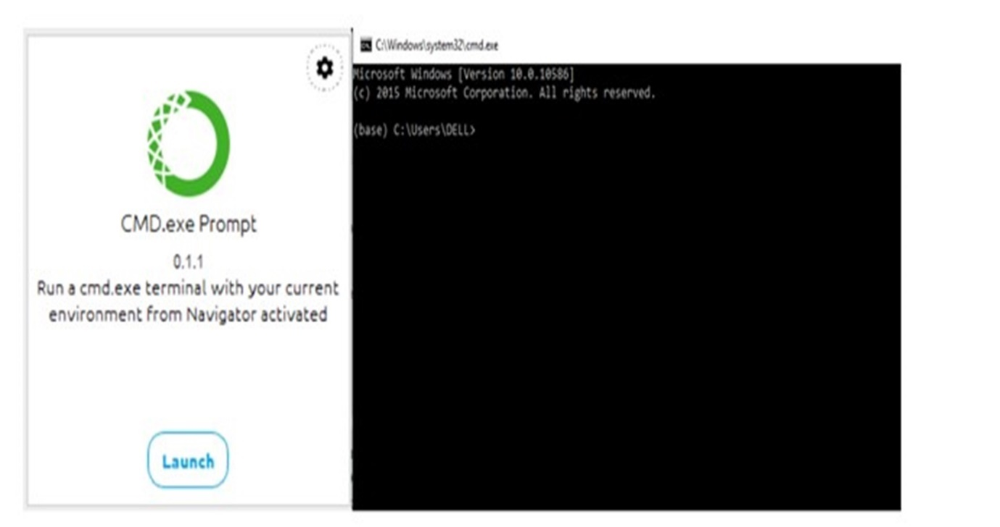 CMD.exe Prompt
0.1.1
Run a cmd.exe terminal with your current
environment from Navigator activated
Launch
C:\Windows\system32\cmd.exe
Microsoft Windows [Version 10.0.10586]
(c) 2015 Microsoft Corporation. All rights reserved.
(base) C:\Users\DELL>